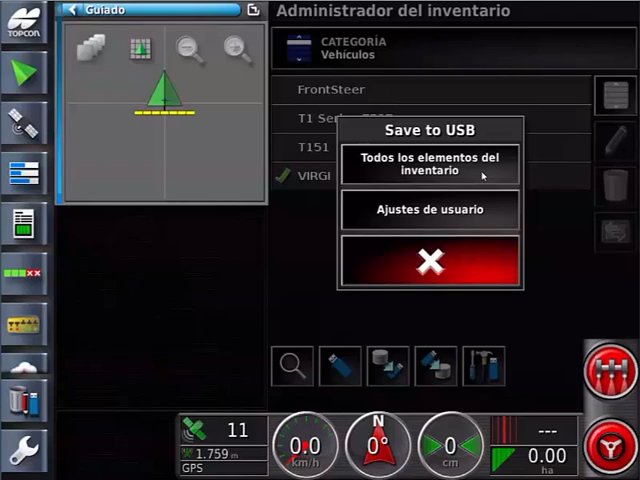 TOPCON
Guiado
Administrador del inventario
CATEGORÍA
Vehículos
FrontSteer
T151
VIRGI
Save to USB
Todos los elementos del
inventario
Ajustes de usuario
11
1.759 m
GPS
0.0
km/h
N
0°
0
cm
---
0.00
ha